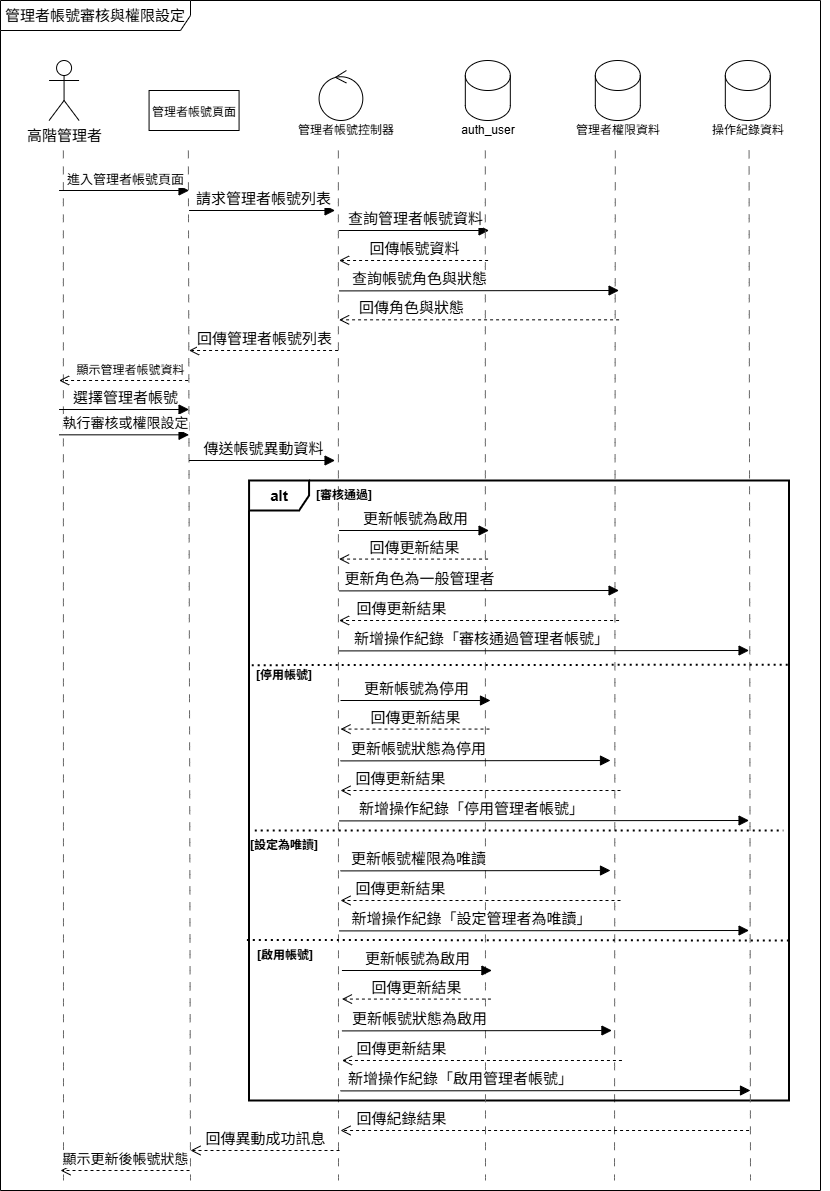 管理者帳號審核與權限設定
高階管理者
管理者帳號頁面
管理者帳號控制器
auth_user
管理者權限資料
操作紀錄資料
進入管理者帳號頁面
請求管理者帳號列表
查詢管理者帳號資料
回傳帳號資料
查詢帳號角色與狀態
回傳角色與狀態
回傳管理者帳號列表
顯示管理者帳號資料
選擇管理者帳號
執行審核或權限設定
傳送帳號異動資料
alt
[審核通過]
更新帳號為啟用
回傳更新結果
更新角色為一般管理者
回傳更新結果
新增操作紀錄「審核通過管理者帳號」
[停用帳號]
更新帳號為停用
回傳更新結果
更新帳號狀態為停用
回傳更新結果
新增操作紀錄「停用管理者帳號」
[設定為唯讀]
更新帳號權限為唯讀
回傳更新結果
新增操作紀錄「設定管理者為唯讀」
[啟用帳號]
更新帳號為啟用
回傳更新結果
更新帳號狀態為啟用
回傳更新結果
新增操作紀錄「啟用管理者帳號」
回傳紀錄結果
回傳異動成功訊息
顯示更新後帳號狀態